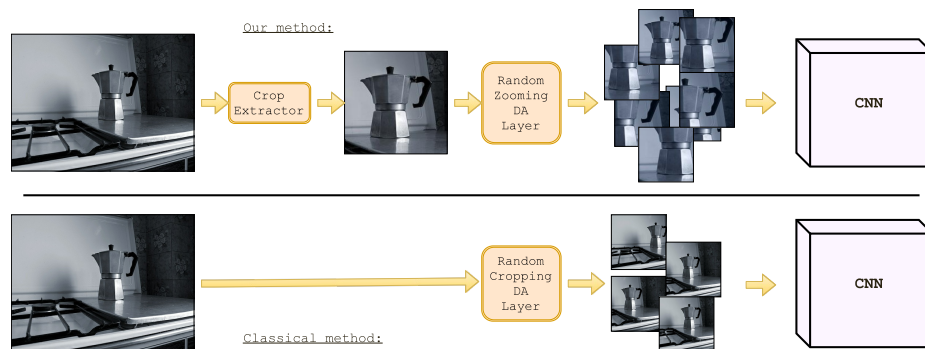 Our method:
Crop
Extractor
Random
Zooming
DA
Layer
CNN
Random
Cropping
DA
Layer
CNN
Classical method: